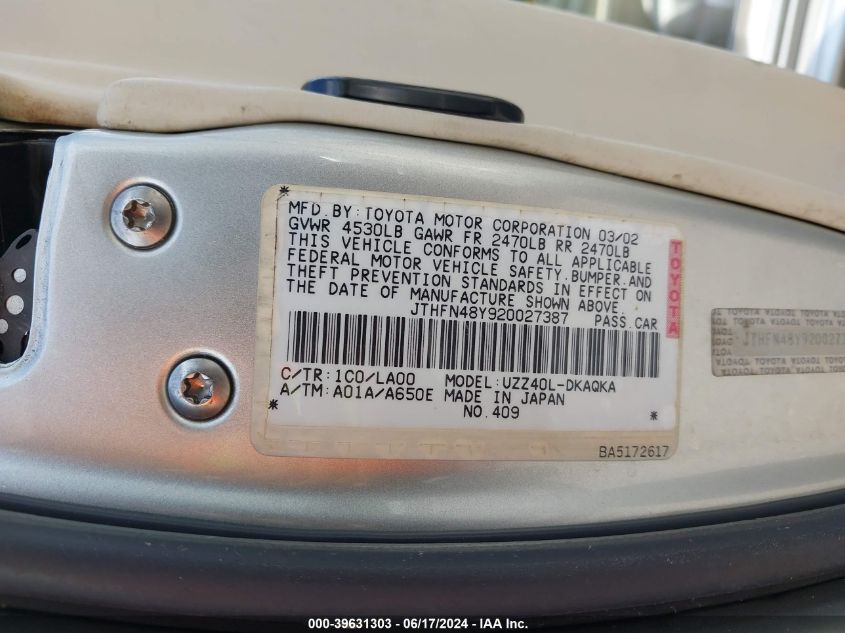 MFD. BY: TOYOTA MOTOR CORPORATION 03/02
GVWR 4530LB GAWR FR 2470LB RR 2470LB
THIS VEHICLE CONFORMS TO ALL APPLICABLE
FEDERAL MOTOR VEHICLE SAFETY.BUMPER.AND
THEFT PREVENTION STANDARDS IN EFFECT ON
THE DATE OF MANUFACTURE SHOWN ABOVE.
JTHFN48Y920027387 PASS.CAR
TOYOTA
C/TR:1C0/LA00 MODEL:UZZ40L-DKAQKA
A/TM:A01A/A650E MADE IN JAPAN
NO.409
BA5172617
JTHFN48Y920027
000-39631303 - 06/17/2024 - IAA Inc.